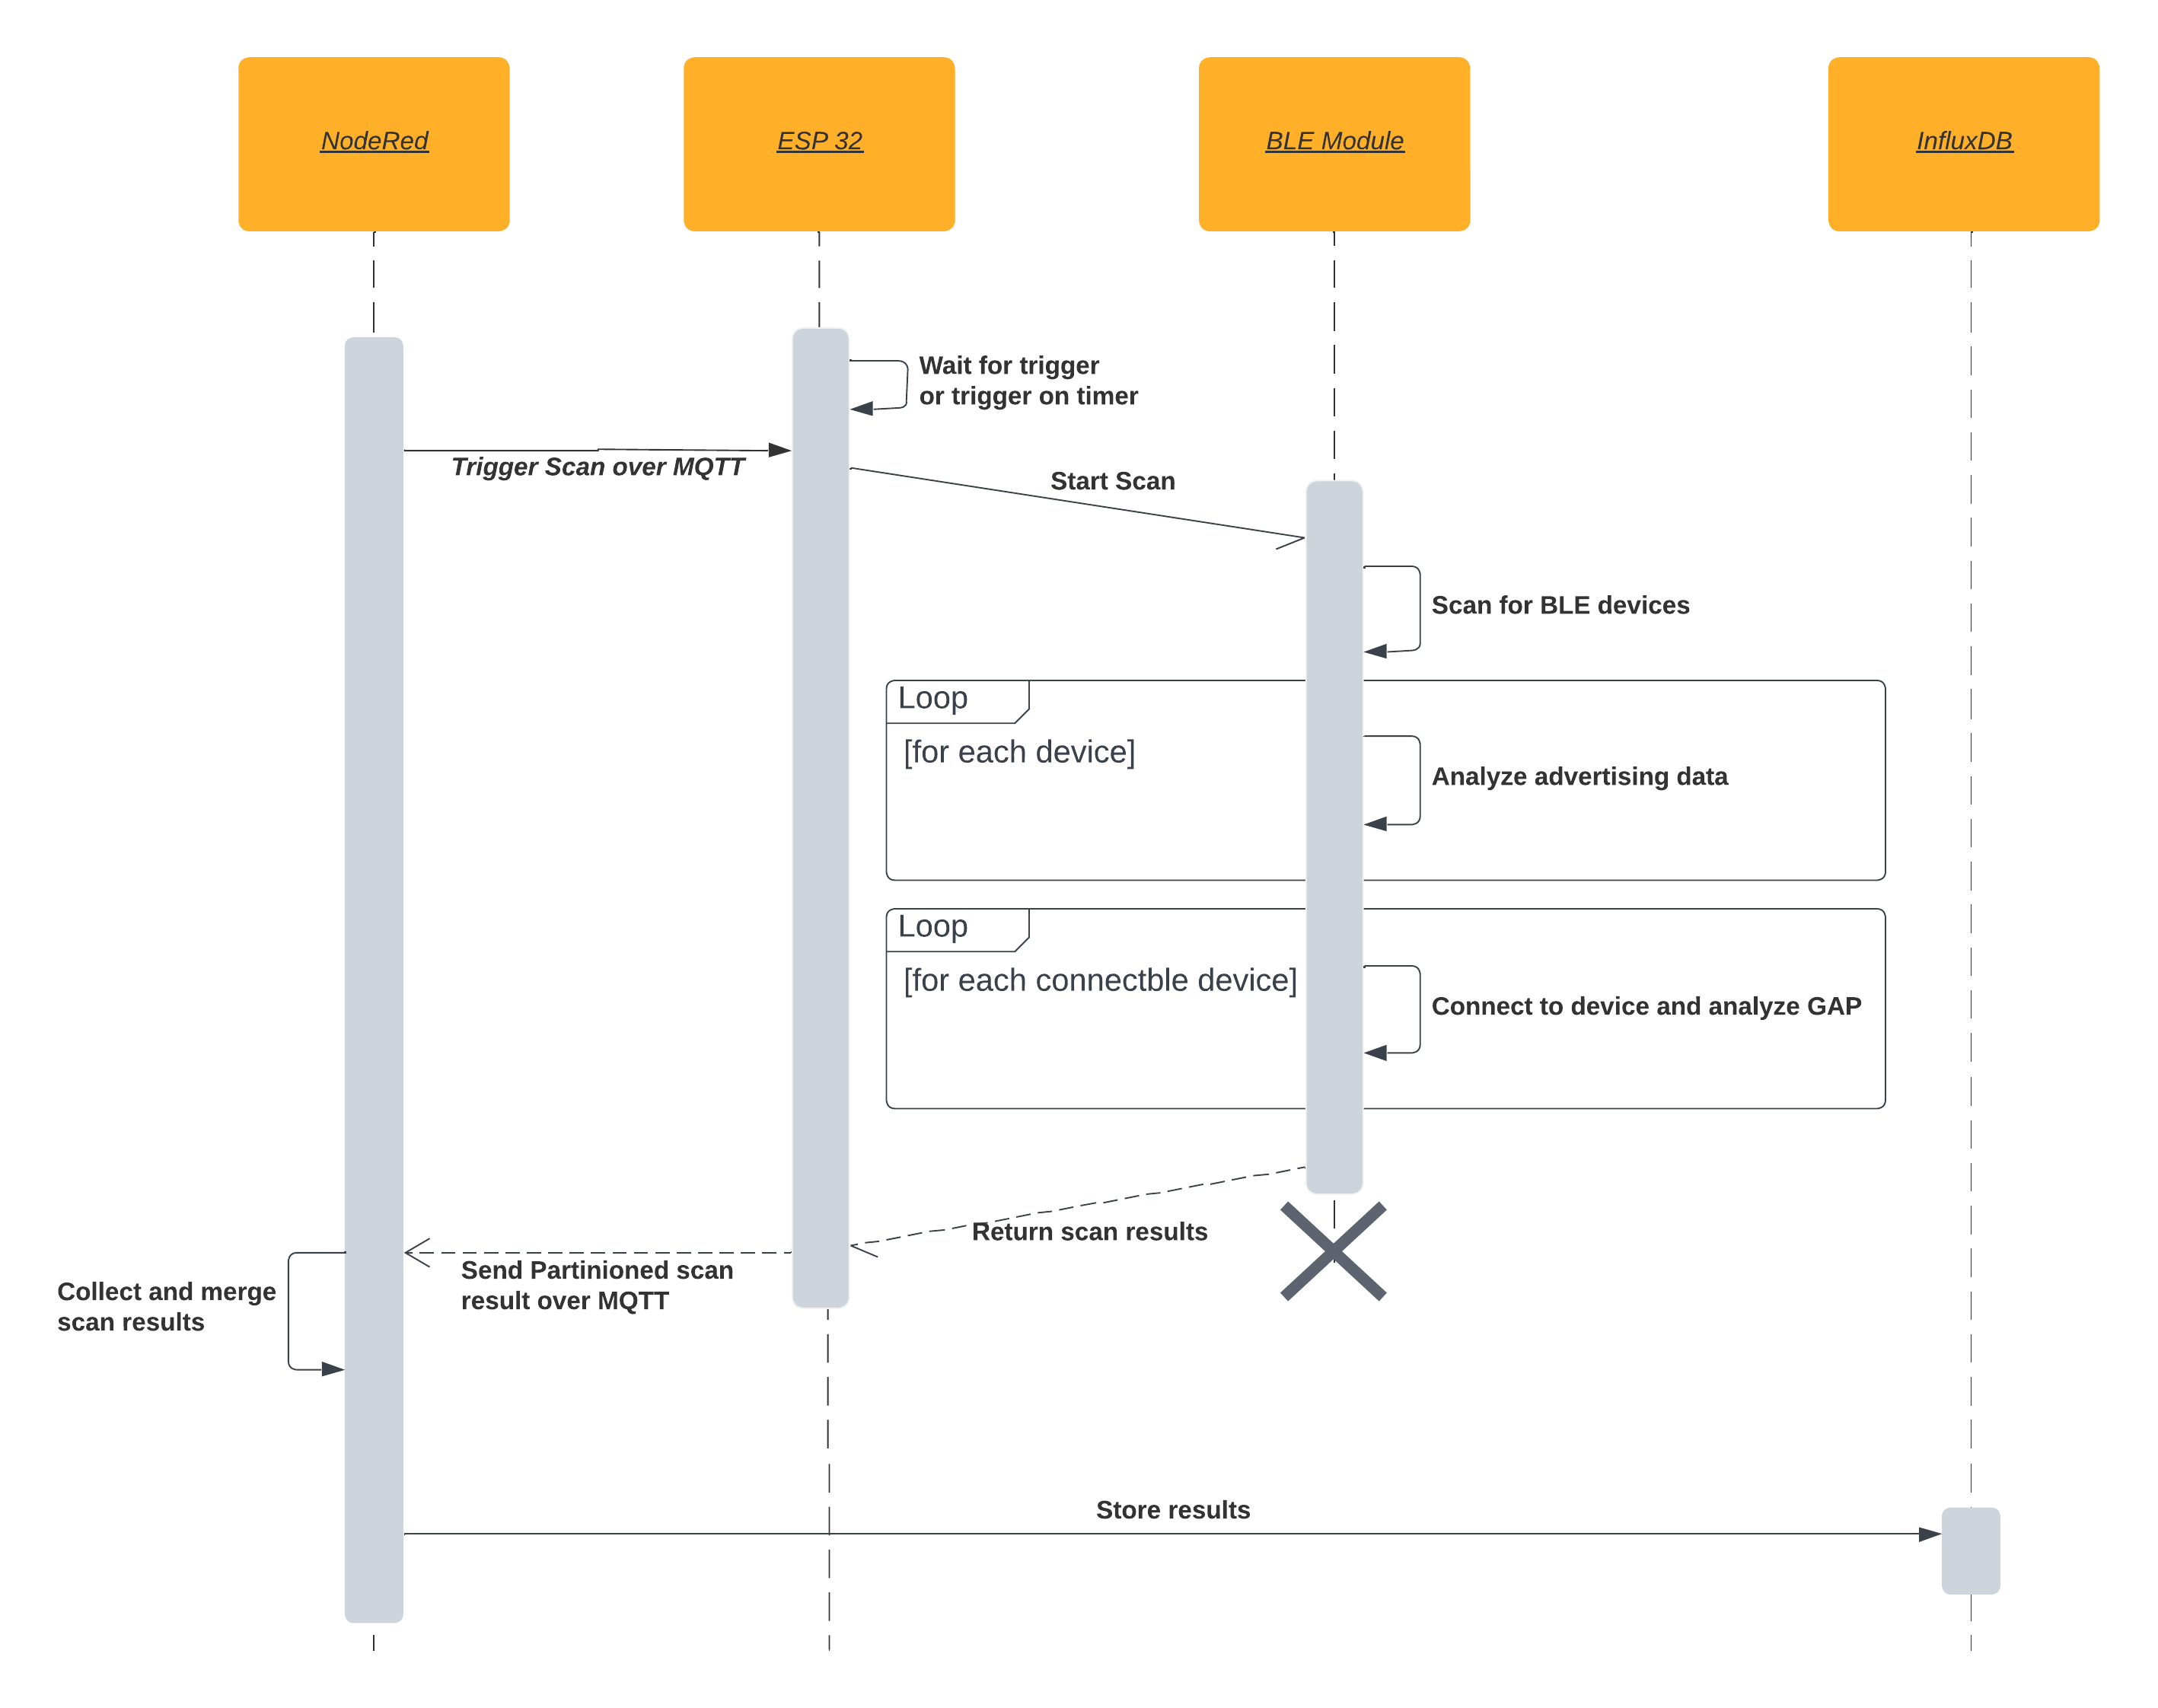 NodeRed
ESP 32
BLE Module
InfluxDB
Wait for trigger
or trigger on timer
Trigger Scan over MQTT
Start Scan
Scan for BLE devices
Loop
[for each device]
Analyze advertising data
Loop
[for each connectble device]
Connect to device and analyze GAP
Return scan results
Send Partinioned scan
result over MQTT
Collect and merge
scan results
Store results